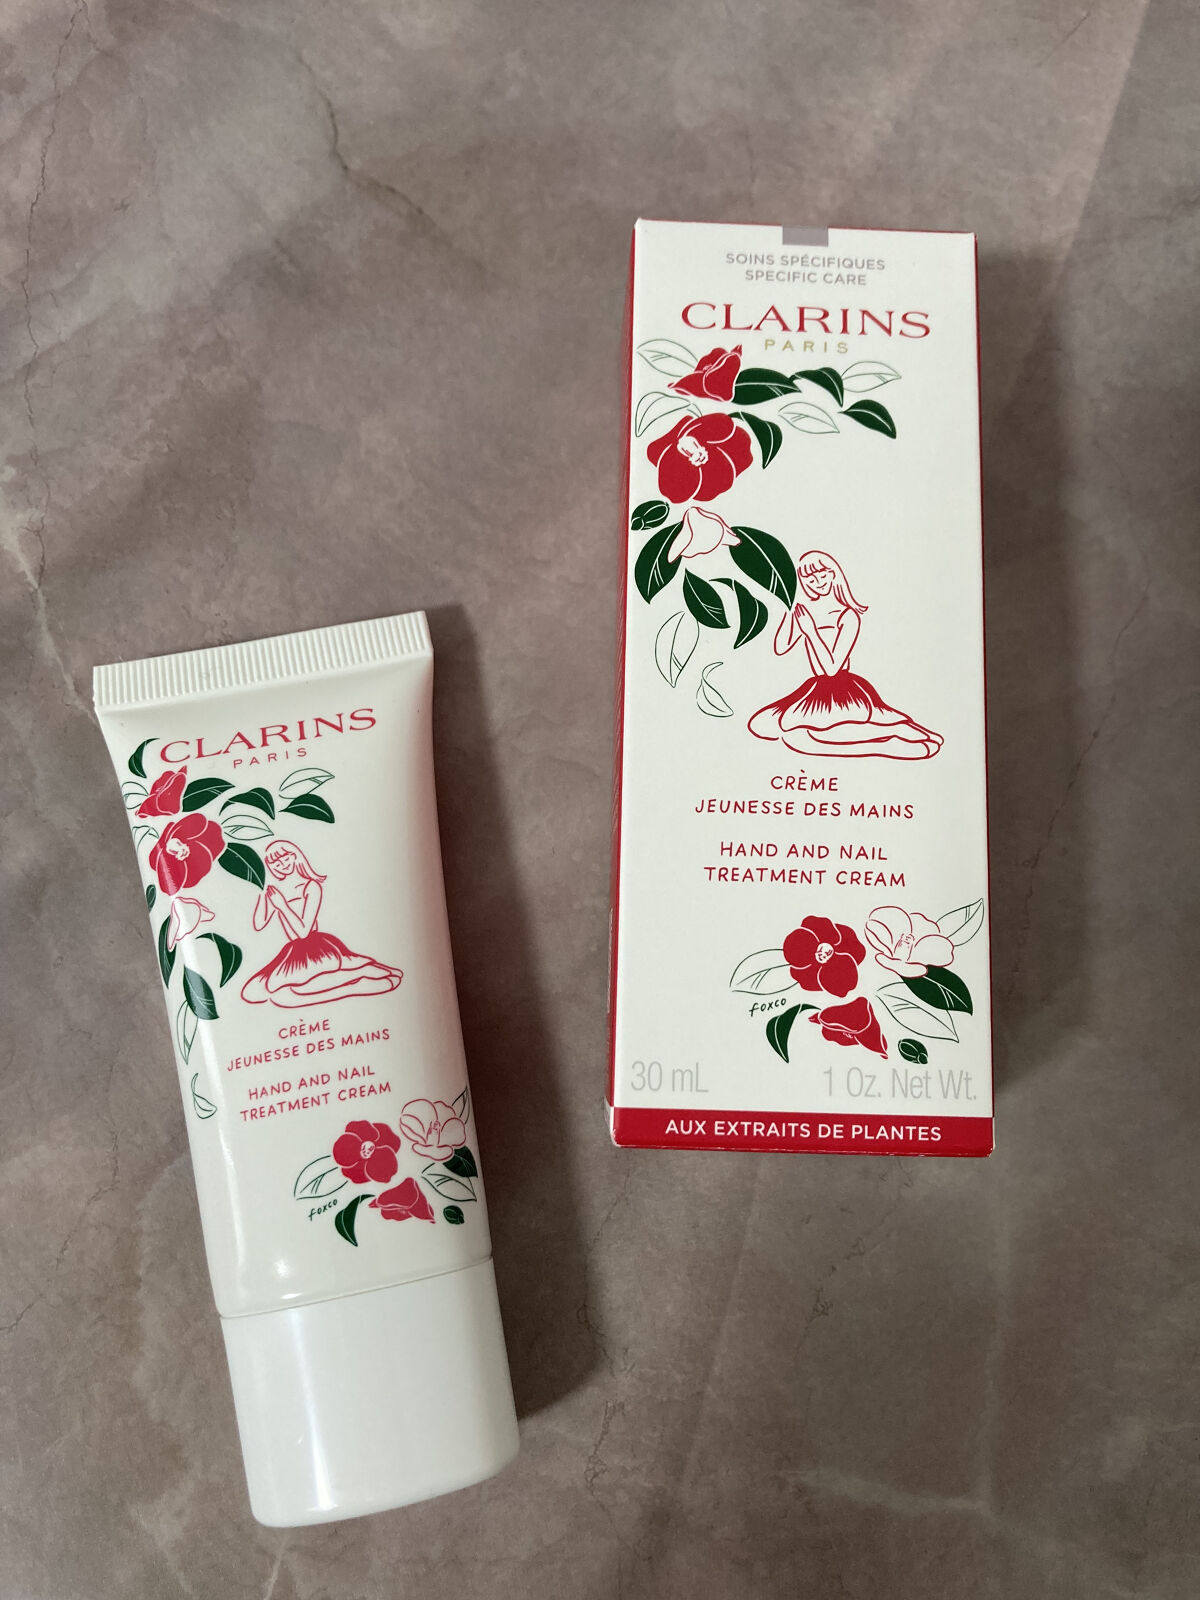 SOINS SPÉCIFIQUES
SPECIFIC CARE
CLARINS
PARIS
CRÈME
JEUNESSE DES MAINS
HAND AND NAIL
TREATMENT CREAM
foxco
30 mL 1 Oz. Net Wt.
AUX EXTRAITS DE PLANTES
CLARINS
PARIS
CRÈME
JEUNESSE DES MAINS
HAND AND NAIL
TREATMENT CREAM
foxco